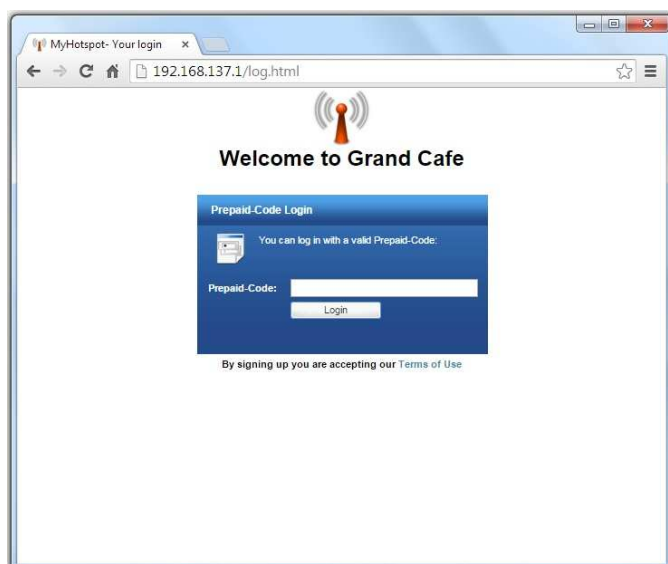 MyHotspot- Your login
192.168.137.1/log.html
Welcome to Grand Cafe
Prepaid-Code Login
You can log in with a valid Prepaid-Code:
Prepaid-Code:
Login
By signing up you are accepting our Terms of Use